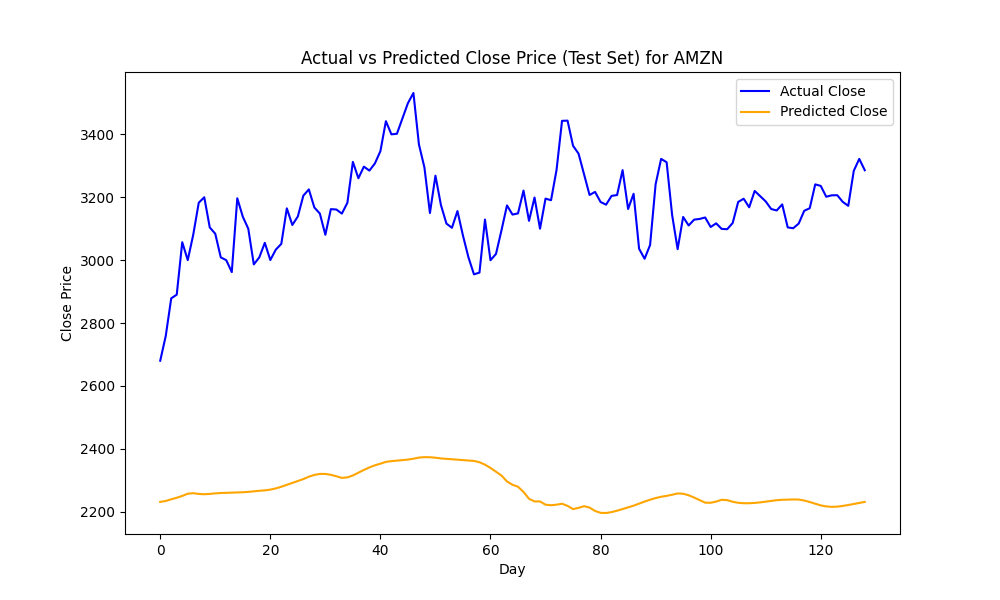 Actual vs Predicted Close Price (Test Set) for AMZN
Actual Close
Predicted Close
Close Price
3400
3200
3000
2800
2600
2400
2200
0 20 40 60 80 100 120
Day